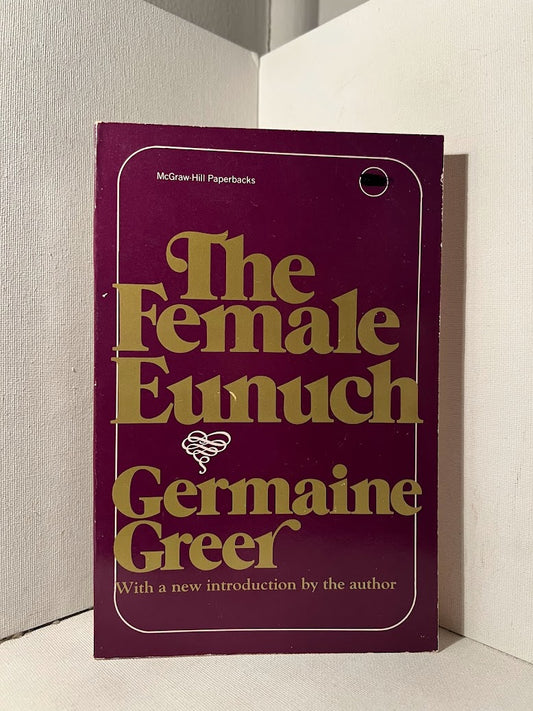 McGraw-Hill Paperbacks
The
Female
Eunuch
Germaine
Greer
With a new introduction by the author